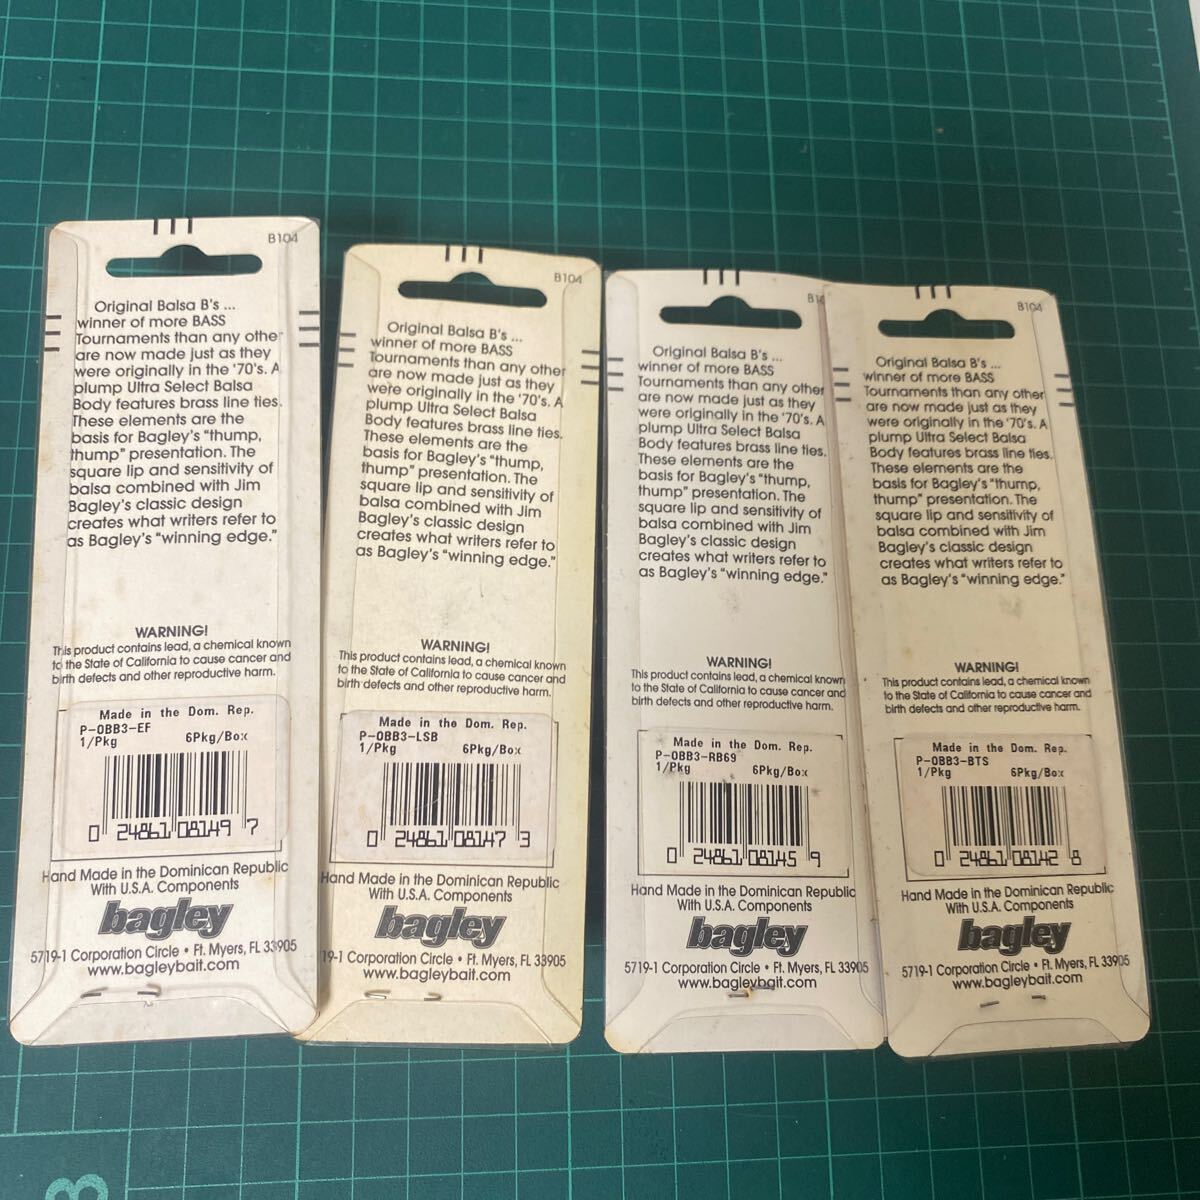 B104
Original Balsa B's ...
winner of more BASS
Tournaments than any other
are now made just as they
were originally in the '70's. A
plump Ultra Select Balsa
Body features brass line ties.
These elements are the
basis for Bagley's "thump,
thump" presentation. The
square lip and sensitivity of
balsa combined with Jim
Bagley's classic design
creates what writers refer to
as Bagley's "winning edge."
WARNING!
This product contains lead, a chemical known
to the State of California to cause cancer and
birth defects and other reproductive harm.
Made in the Dom. Rep.
P-OBB3-EF
1/Pkg 6Pkg/Box
0 24861 08149 7
Hand Made in the Dominican Republic
With U.S.A. Components
bagley
5719-1 Corporation Circle • Ft. Myers, FL 33905
www.bagleybait.com
B104
Original Balsa B's ...
winner of more BASS
Tournaments than any other
are now made just as they
were originally in the '70's. A
plump Ultra Select Balsa
Body features brass line ties.
These elements are the
basis for Bagley's "thump,
thump" presentation. The
square lip and sensitivity of
balsa combined with Jim
Bagley's classic design
creates what writers refer to
as Bagley's "winning edge."
WARNING!
This product contains lead, a chemical known
to the State of California to cause cancer and
birth defects and other reproductive harm.
Made in the Dom. Rep.
P-OBB3-LSB
1/Pkg 6Pkg/Box
0 24861 08147 3
Hand Made in the Dominican Republic
With U.S.A. Components
bagley
19-1 Corporation Circle • Ft. Myers, FL 33905
www.bagleybait.com
B10
Original Balsa B's ...
winner of more BASS
Tournaments than any other
are now made just as they
were originally in the '70's. A
plump Ultra Select Balsa
Body features brass line ties.
These elements are the
basis for Bagley's "thump,
thump" presentation. The
square lip and sensitivity of
balsa combined with Jim
Bagley's classic design
creates what writers refer to
as Bagley's "winning edge."
WARNING!
This product contains lead, a chemical known
to the State of California to cause cancer and
birth defects and other reproductive harm.
Made in the Dom. Rep.
P-OBB3-RB69
1/Pkg 6Pkg/Box
0 24861 08145 9
Hand Made in the Dominican Republic
With U.S.A. Components
bagley
5719-1 Corporation Circle • Ft. Myers, FL 33905
www.bagleybait.com
B104
Original Balsa B's ...
winner of more BASS
Tournaments than any other
are now made just as they
were originally in the '70's. A
plump Ultra Select Balsa
Body features brass line ties.
These elements are the
basis for Bagley's "thump,
thump" presentation. The
square lip and sensitivity of
balsa combined with Jim
Bagley's classic design
creates what writers refer to
as Bagley's "winning edge."
WARNING!
This product contains lead, a chemical known
to the State of California to cause cancer and
birth defects and other reproductive harm.
Made in the Dom. Rep.
P-OBB3-BTS
1/Pkg 6Pkg/Box
0 24861 08142 8
Hand Made in the Dominican Republic
With U.S.A. Components
bagley
5719-1 Corporation Circle • Ft. Myers, FL 33905
www.bagleybait.com